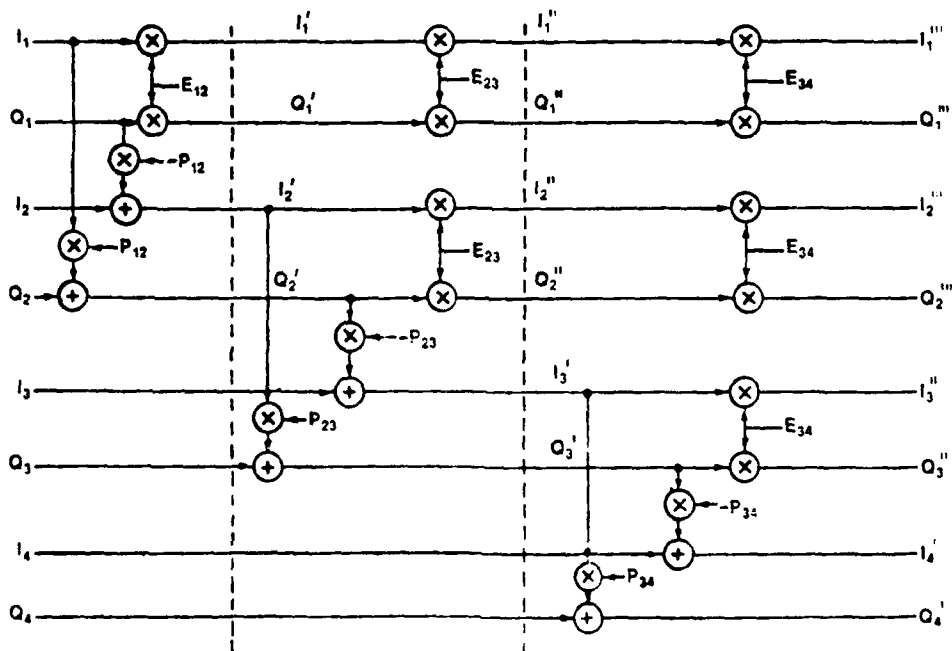 I₁ I₁' I₁'' I₁'''
E₁₂ E₂₃ E₃₄
Q₁ Q₁' Q₁'' Q₁'''
-P₁₂
I₂ I₂' I₂'' I₂'''
P₁₂ E₂₃ E₃₄
Q₂ Q₂' Q₂'' Q₂'''
-P₂₃
I₃ I₃' I₃''
P₂₃ E₃₄
Q₃ Q₃' Q₃''
-P₃₄
I₄ I₄'
P₃₄
Q₄ Q₄'